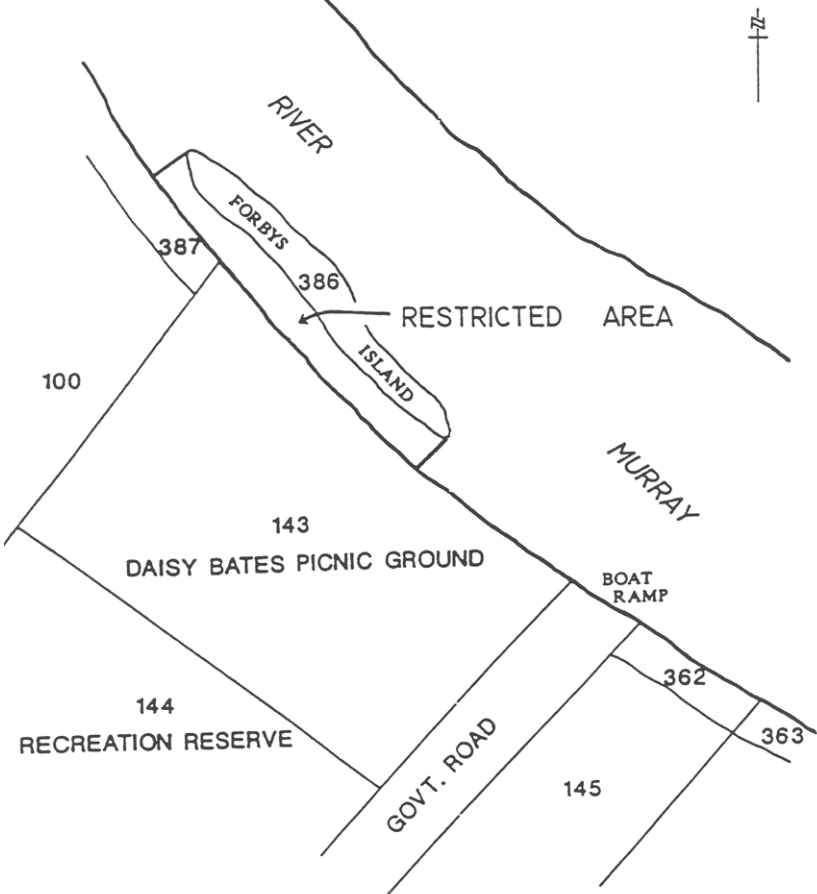 N
RIVER
FORBYS
387
386
RESTRICTED AREA
ISLAND
100
MURRAY
143
DAISY BATES PICNIC GROUND
BOAT
RAMP
362
144
RECREATION RESERVE
363
GOVT. ROAD
145